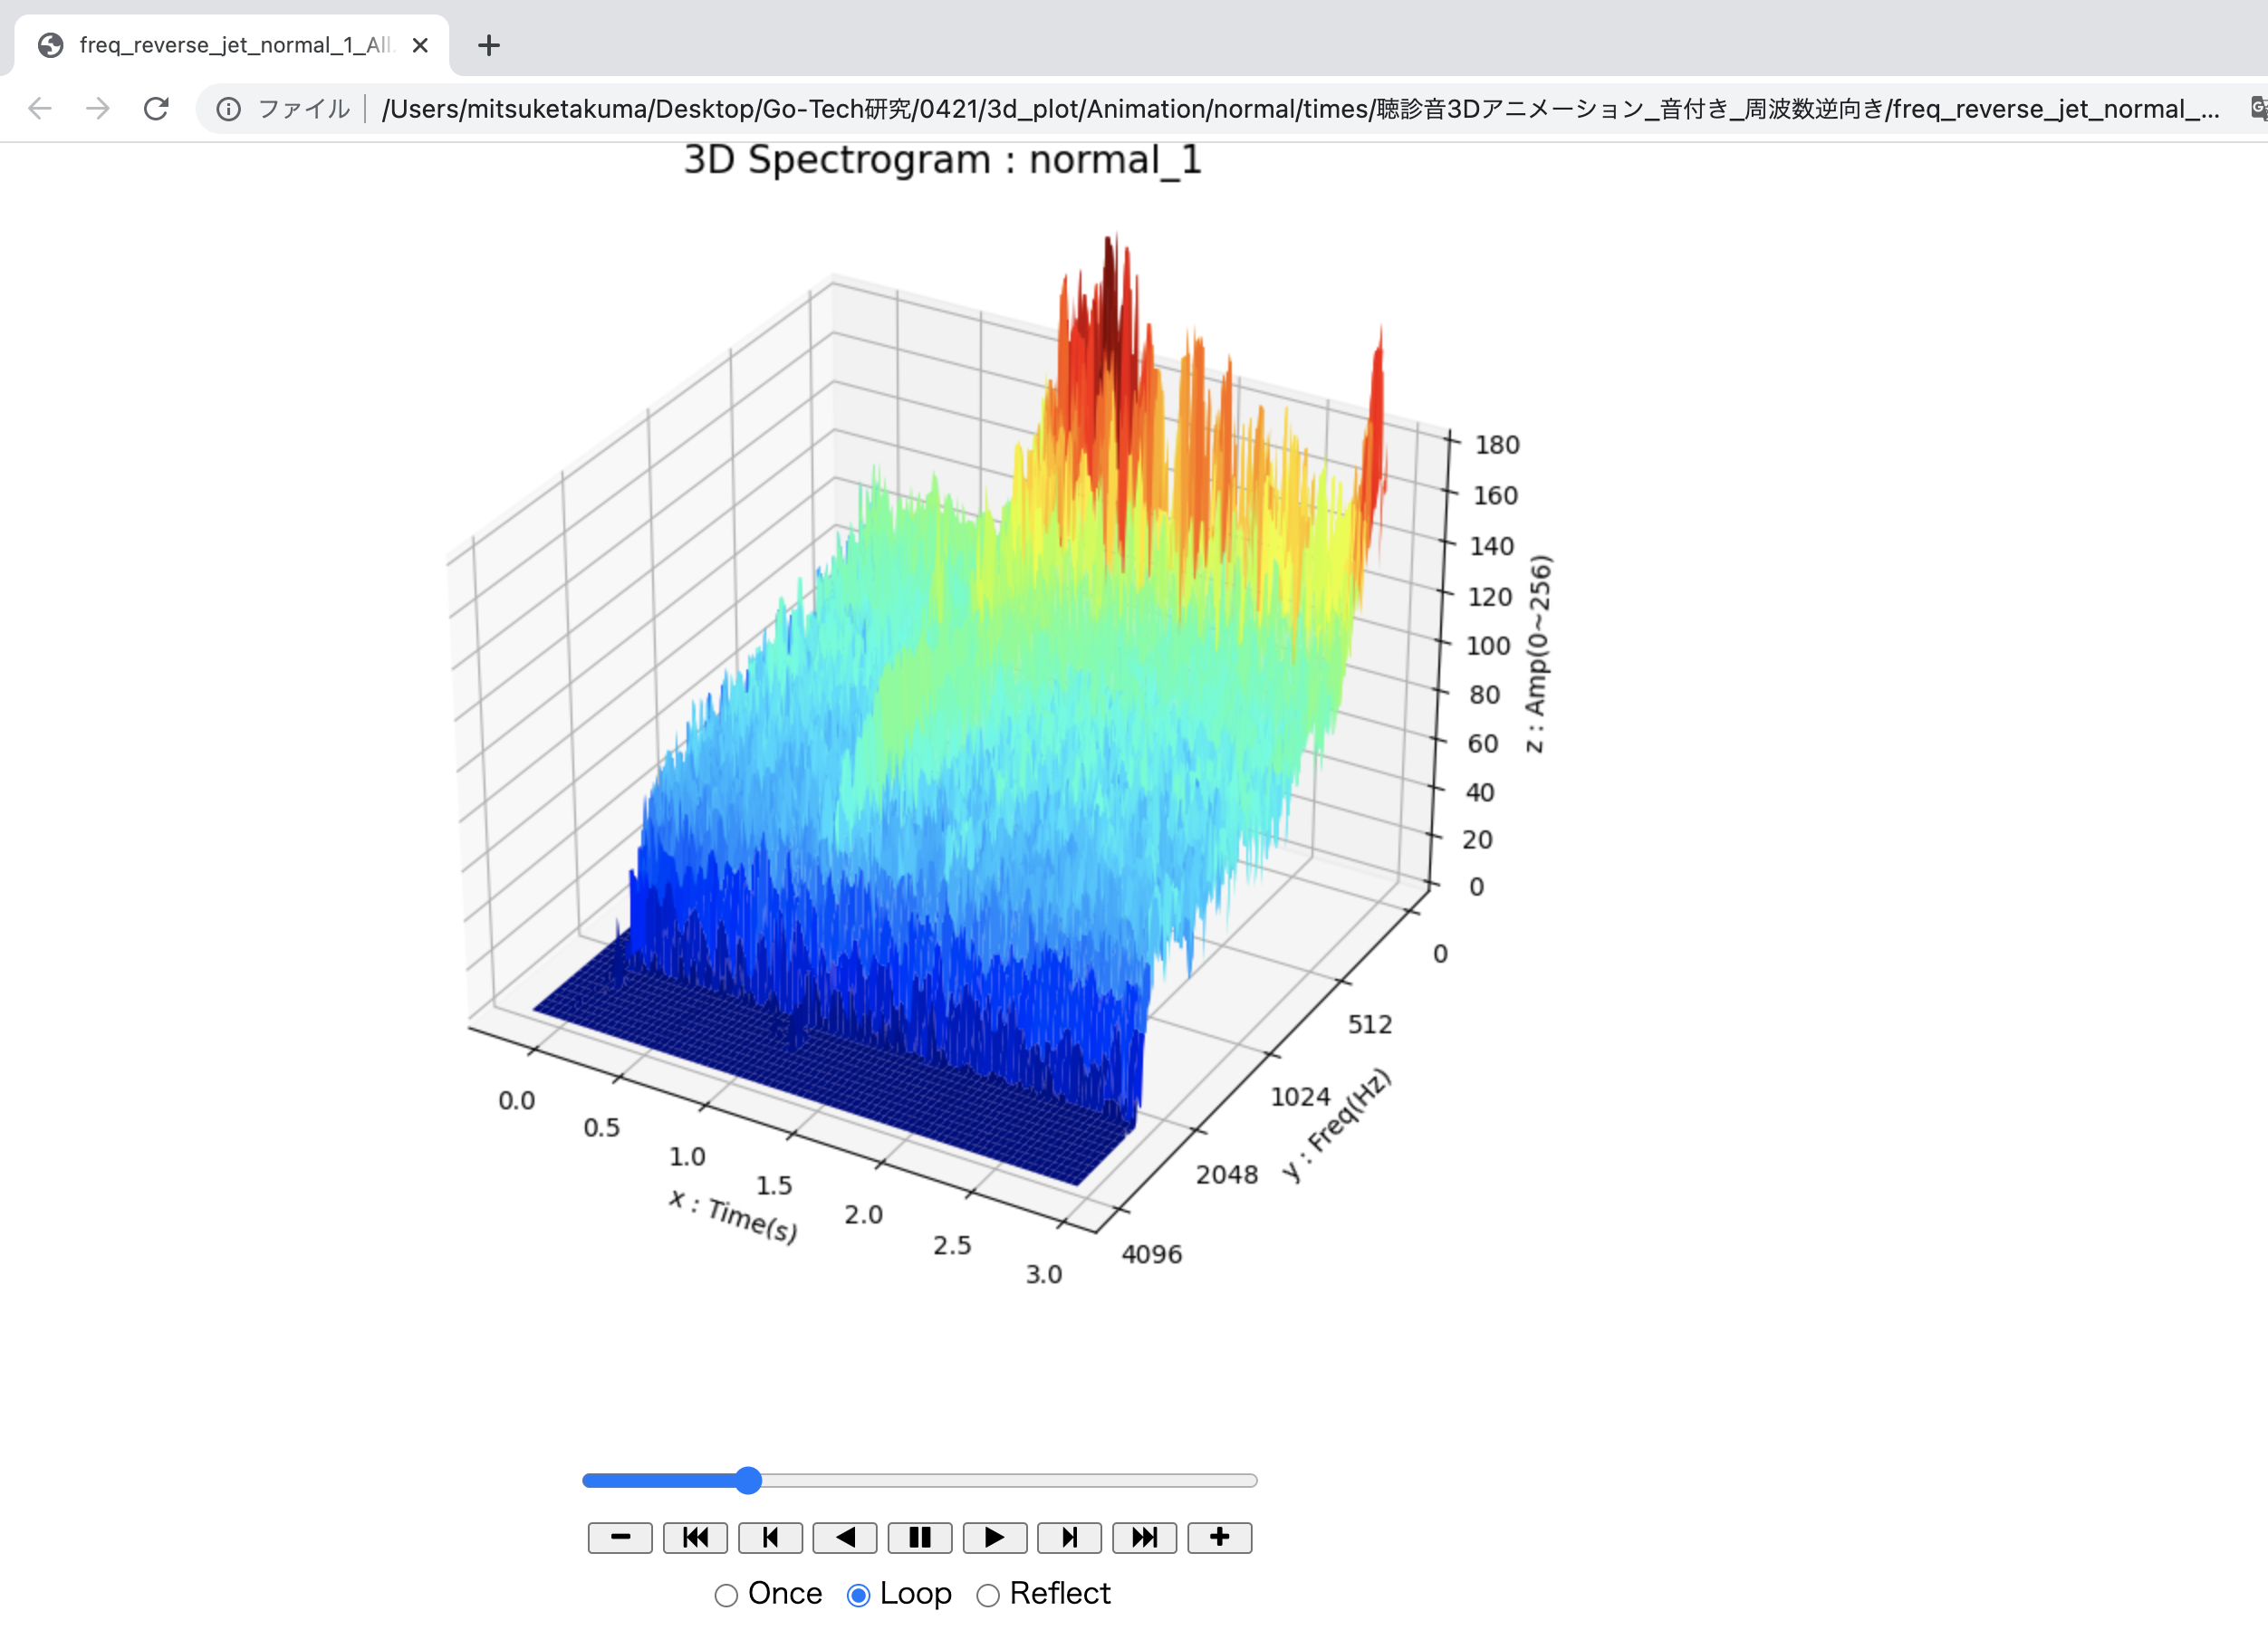 freq_reverse_jet_normal_1_All
ファイル
/Users/mitsuketakuma/Desktop/Go-Tech研究/0421/3d_plot/Animation/normal/times/聴診音3Dアニメーション_音付き_周波数逆向き/freq_reverse_jet_normal_...
3D Spectrogram : normal_1
180
160
140
120
100
80
60
40
20
0
z : Amp(0~256)
0
512
1024
2048
4096
y : Freq(Hz)
0.0
0.5
1.0
1.5
2.0
2.5
3.0
x : Time(s)
Once Loop Reflect